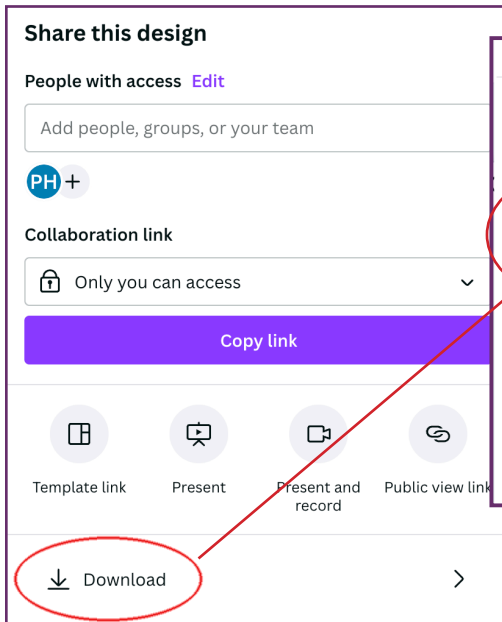 Share this design
People with access Edit
Add people, groups, or your team
PH +
Collaboration link
Only you can access
Copy link
Template link
Present
Present and
record
Public view link
Download